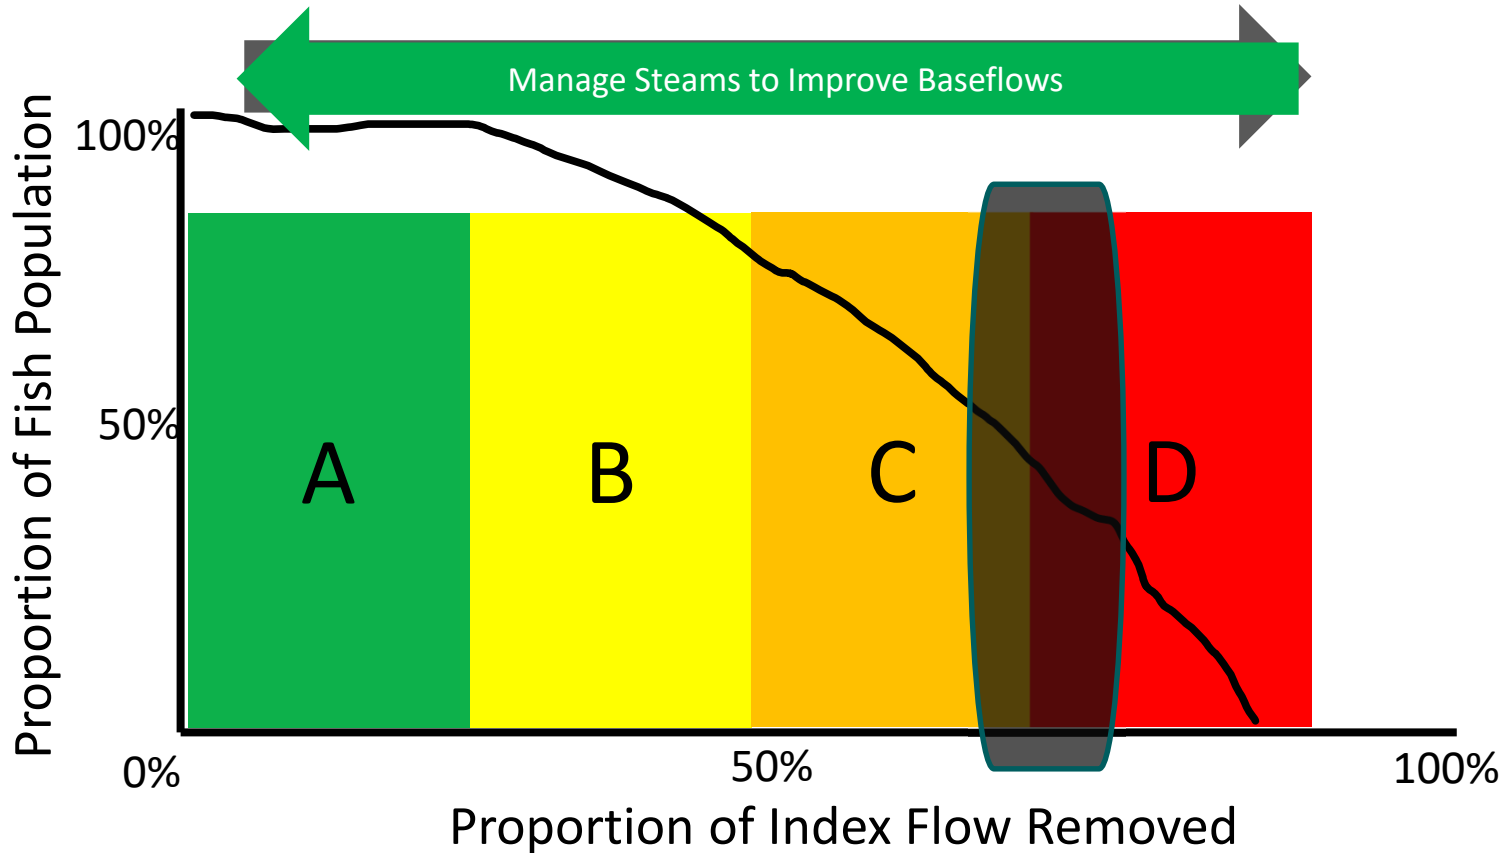 Manage Steams to Improve Baseflows
Proportion of Fish Population
100%
50%
0%
A
B
C
D
50%
100%
Proportion of Index Flow Removed